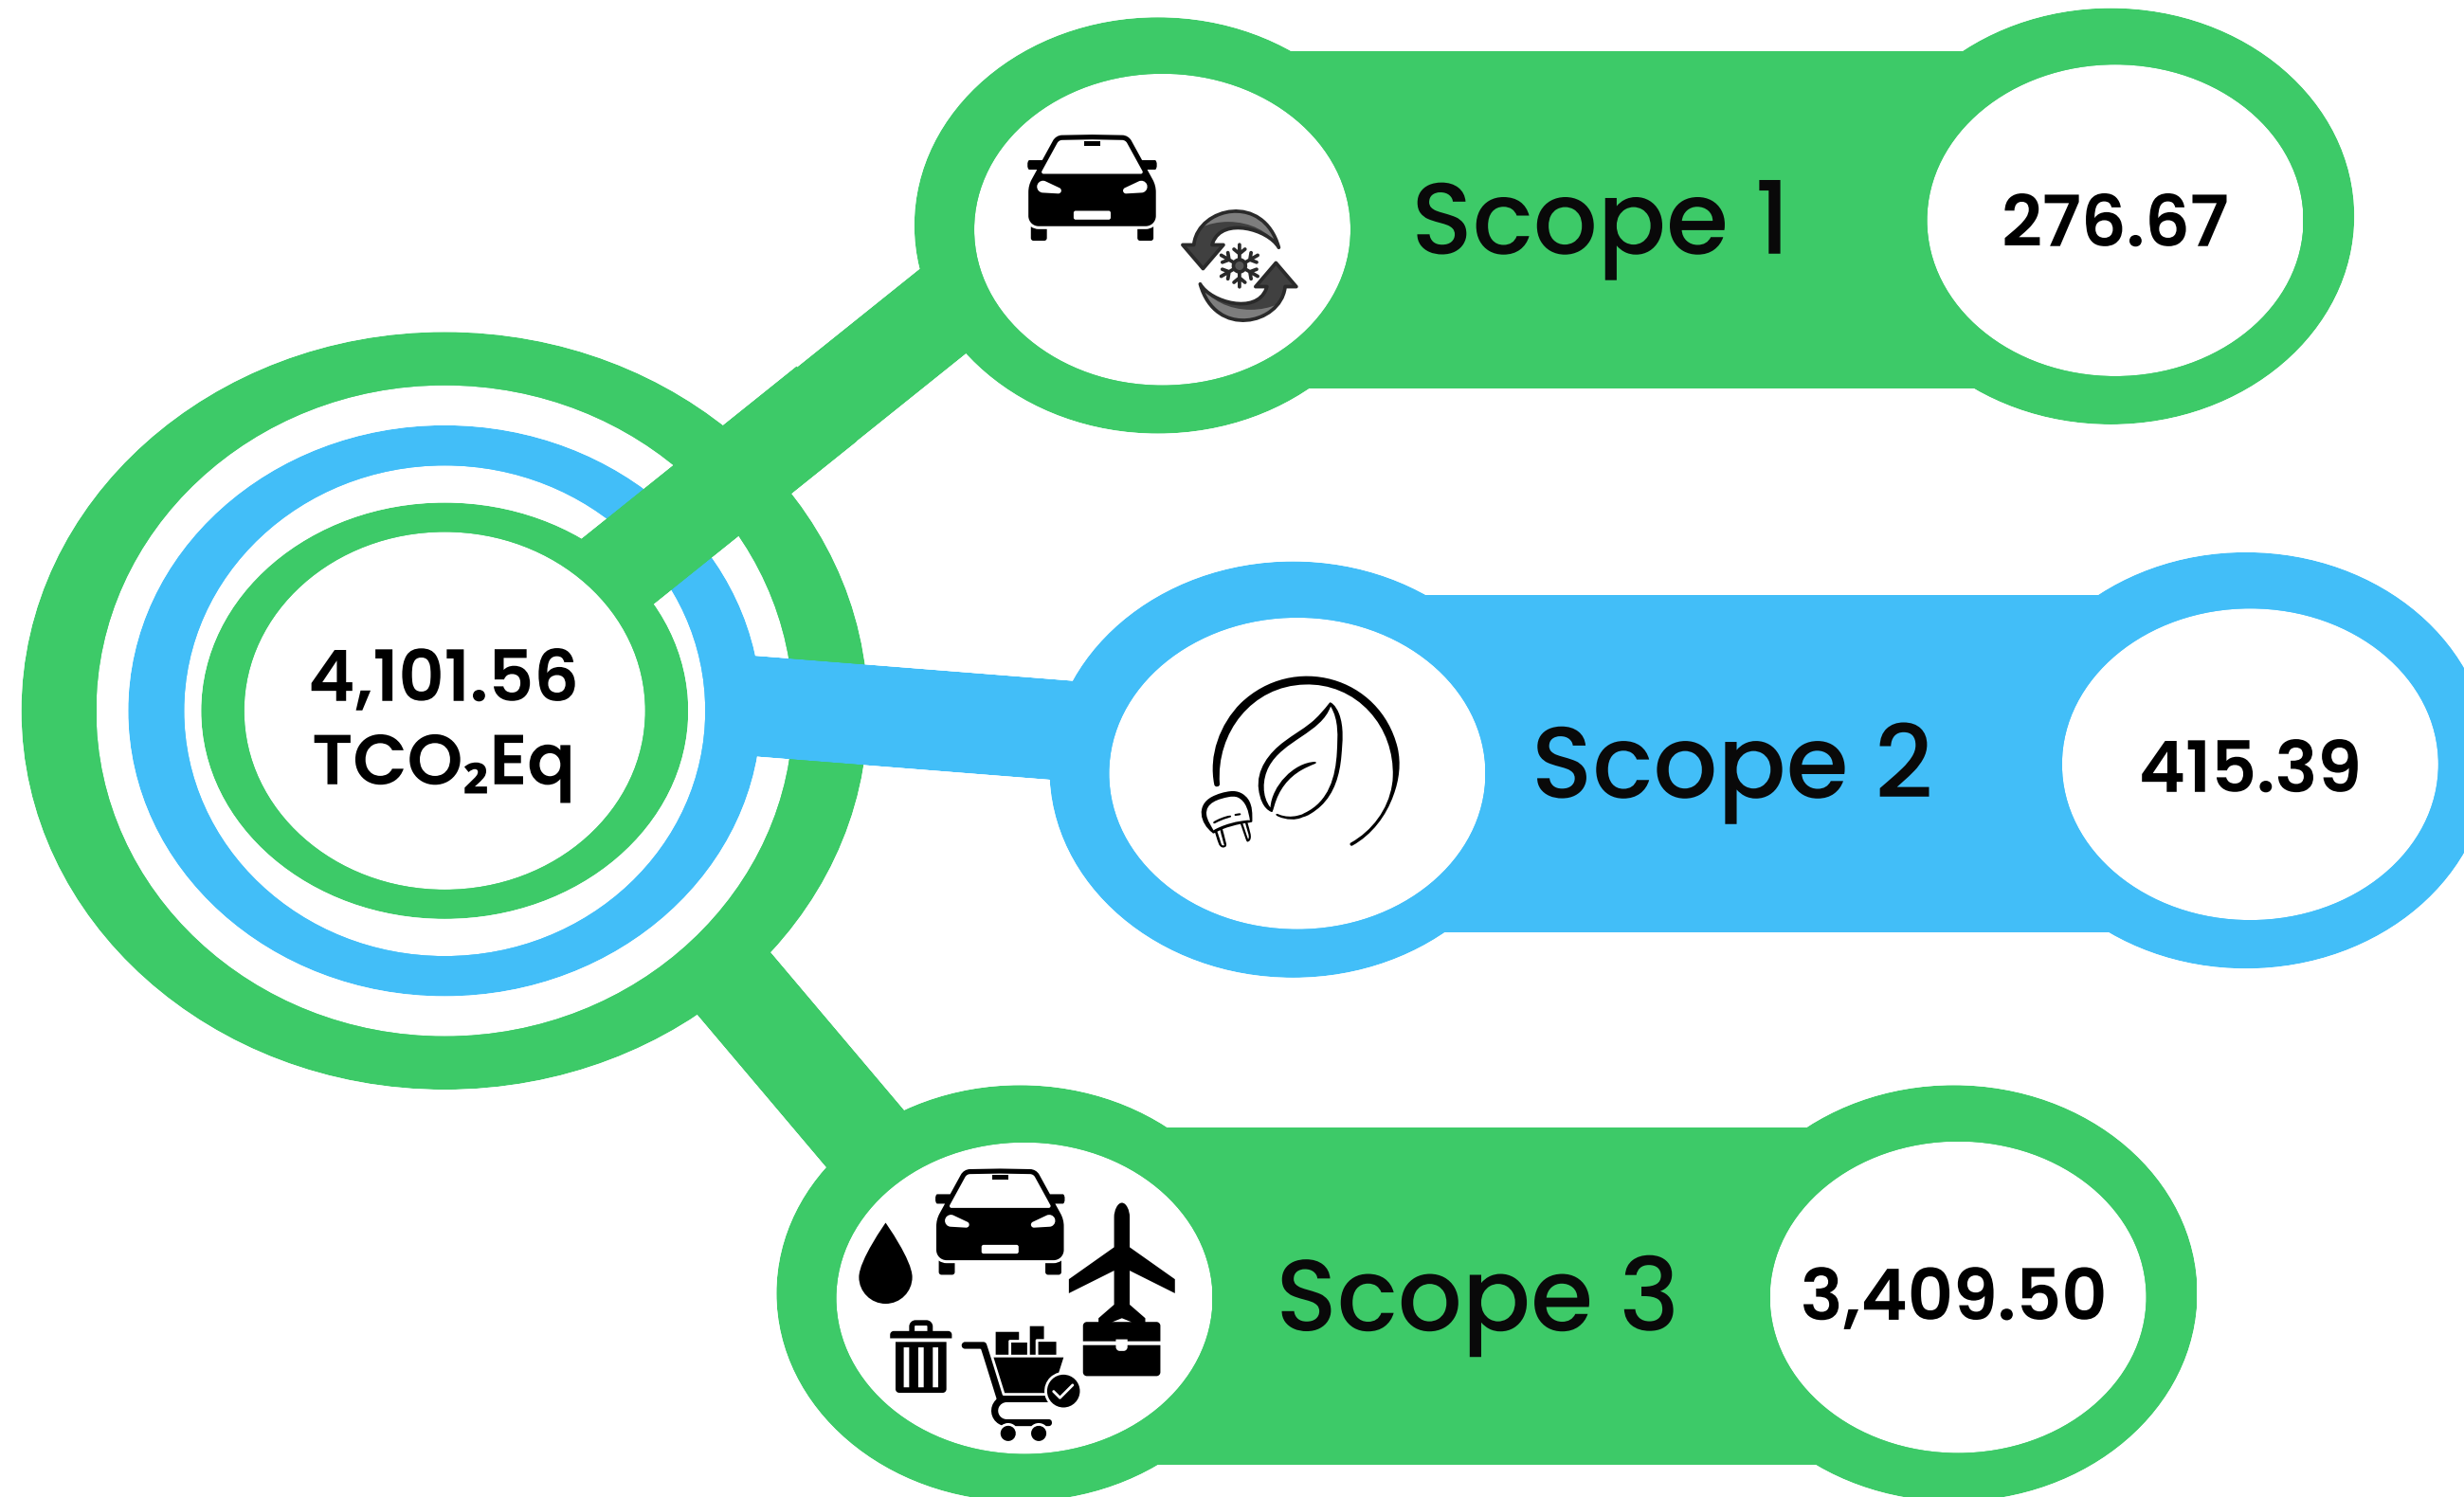 Scope 1
276.67
4,101.56
TCO₂Eq
Scope 2
415.39
Scope 3
3,409.50